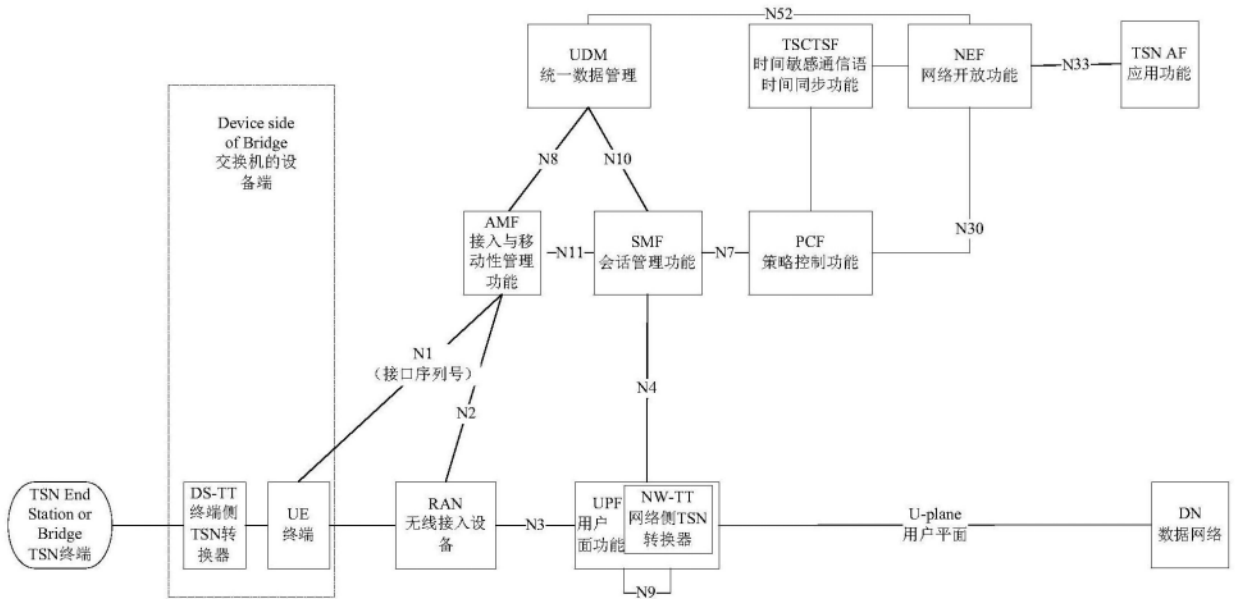 N52
UDM
统一数据管理
TSCTSF
时间敏感通信语
时间同步功能
NEF
网络开放功能
N33
TSN AF
应用功能
Device side
of Bridge
交换机的设
备端
N8
N10
AMF
接入与移
动性管理
功能
N11
SMF
会话管理功能
N7
PCF
策略控制功能
N30
N1
（接口序列号）
N2
N4
TSN End
Station or
Bridge
TSN终端
DS-TT
终端侧
TSN转
换器
UE
终端
RAN
无线接入设
备
N3
UPF
用户
面功能
NW-TT
网络侧TSN
转换器
N9
U-plane
用户平面
DN
数据网络